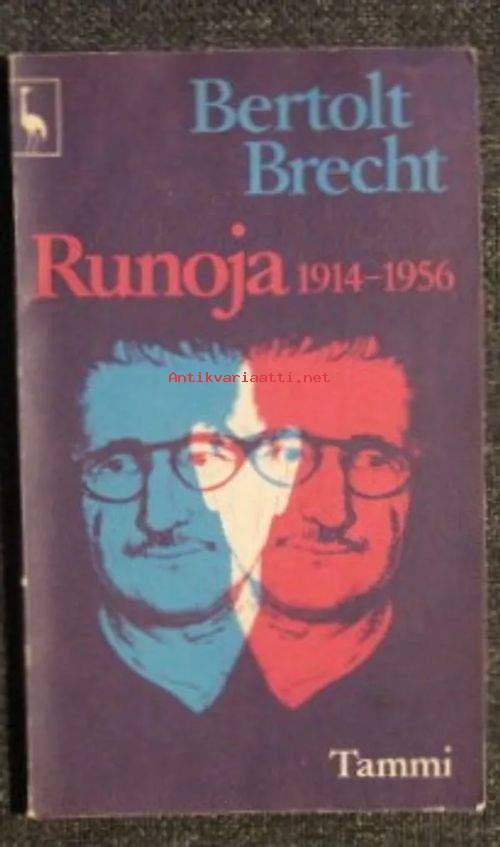 Bertolt
Brecht
Runoja 1914–1956
Antikvariaatti.net
Tammi